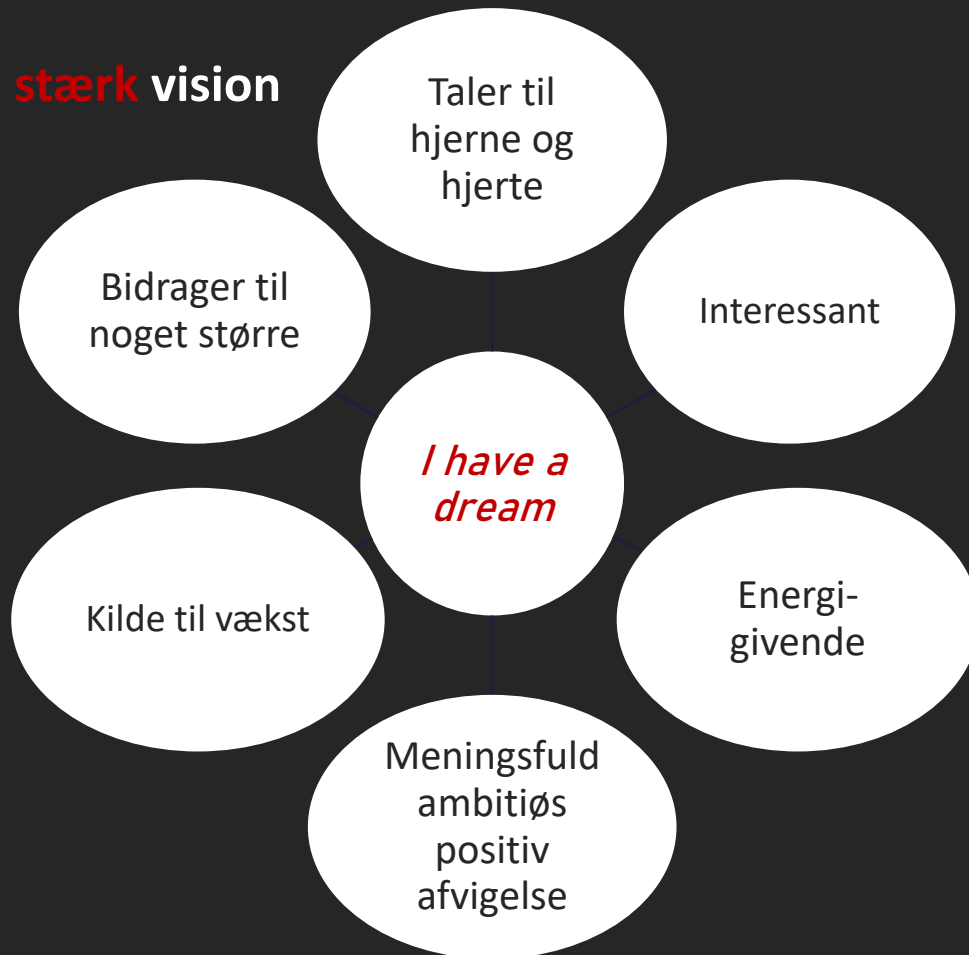 stærk vision
Taler til
hjerne og
hjerte
Interessant
Energi-
givende
Meningsfuld
ambitiøs
positiv
afvigelse
Kilde til vækst
Bidrager til
noget større
I have a
dream